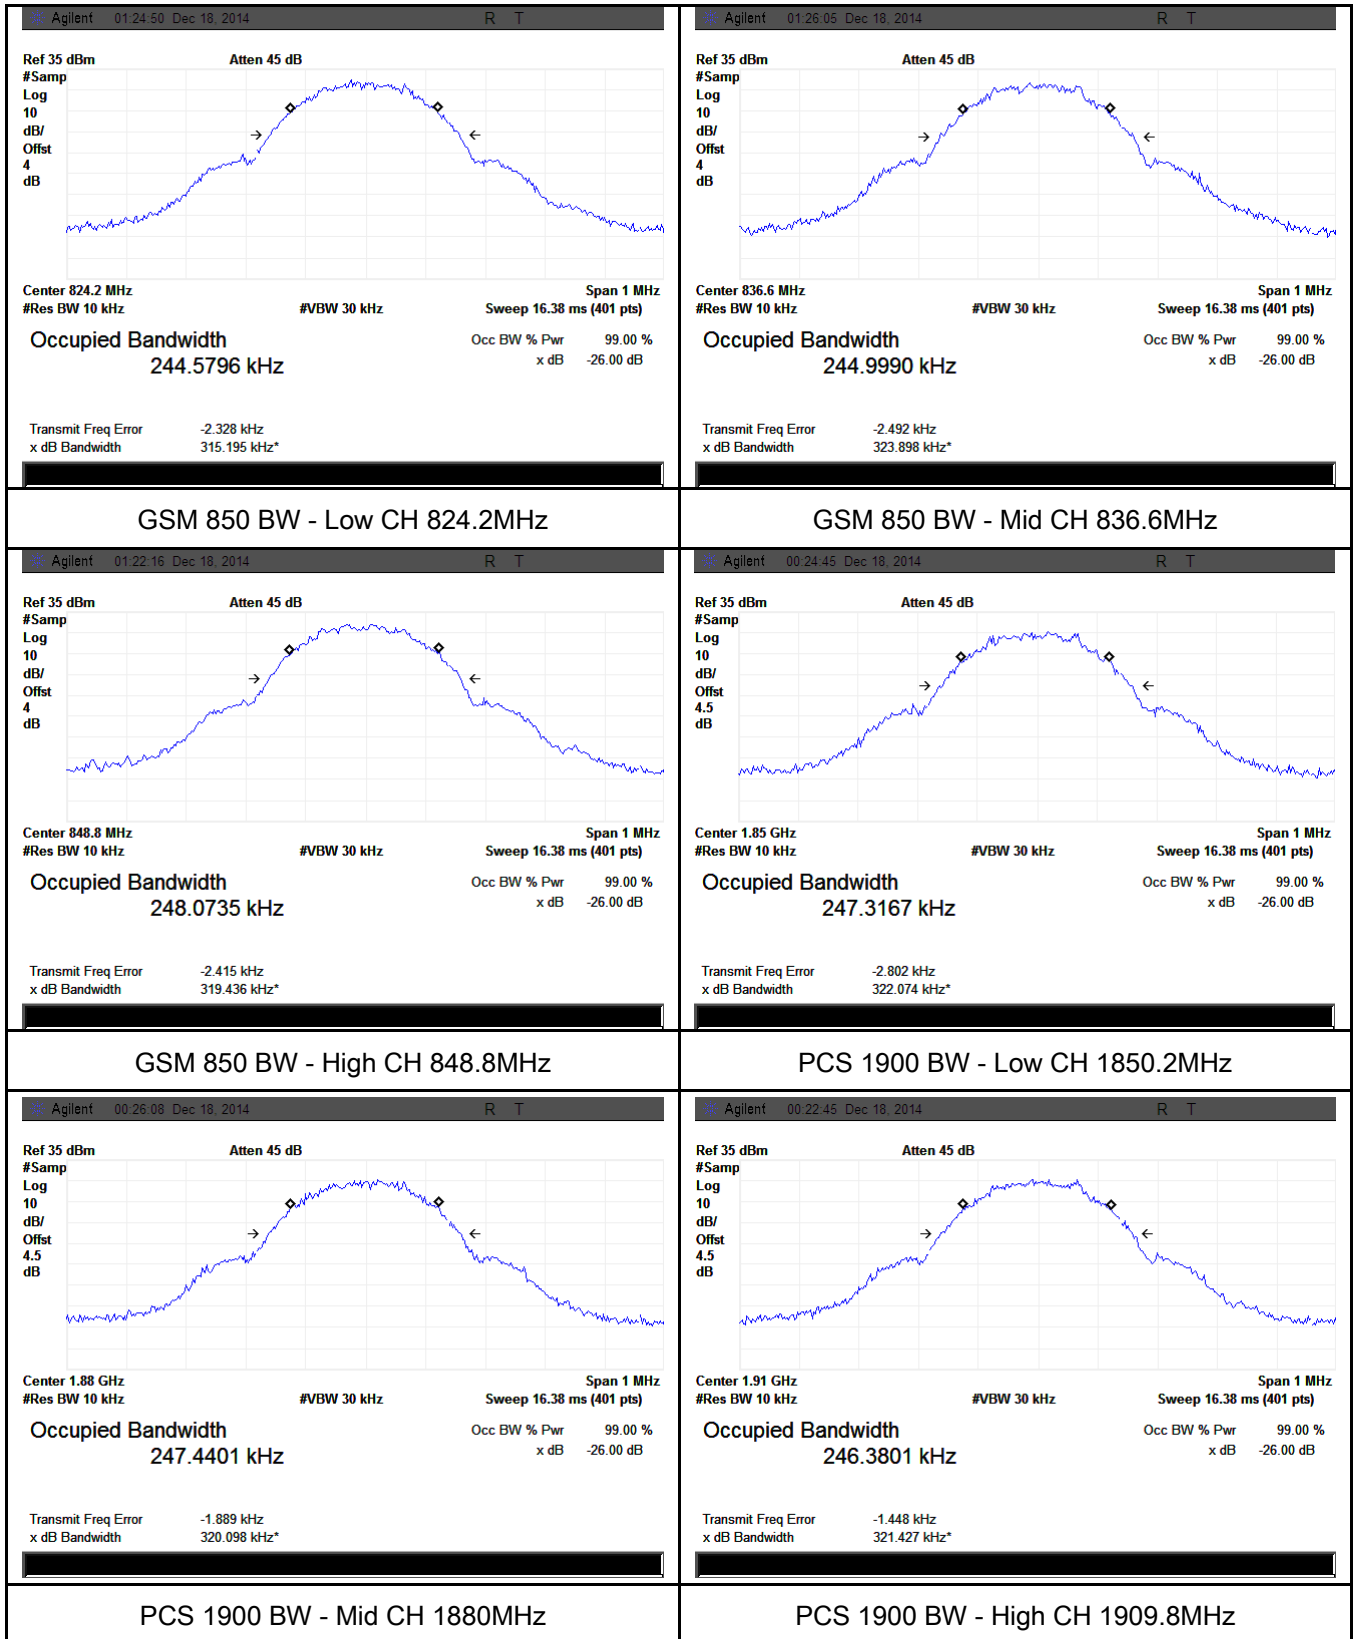 Agilent 01:24:50 Dec 18, 2014 R T
Ref 35 dBm Atten 45 dB
#Samp
Log
10
dB/
Offst
4
dB
Center 824.2 MHz Span 1 MHz
#Res BW 10 kHz #VBW 30 kHz Sweep 16.38 ms (401 pts)
Occupied Bandwidth Occ BW % Pwr 99.00 %
244.5796 kHz x dB -26.00 dB
Transmit Freq Error -2.328 kHz
x dB Bandwidth 315.195 kHz*
GSM 850 BW - Low CH 824.2MHz
Agilent 01:26:05 Dec 18, 2014 R T
Ref 35 dBm Atten 45 dB
#Samp
Log
10
dB/
Offst
4
dB
Center 836.6 MHz Span 1 MHz
#Res BW 10 kHz #VBW 30 kHz Sweep 16.38 ms (401 pts)
Occupied Bandwidth Occ BW % Pwr 99.00 %
244.9990 kHz x dB -26.00 dB
Transmit Freq Error -2.492 kHz
x dB Bandwidth 323.898 kHz*
GSM 850 BW - Mid CH 836.6MHz
Agilent 01:22:16 Dec 18, 2014 R T
Ref 35 dBm Atten 45 dB
#Samp
Log
10
dB/
Offst
4
dB
Center 848.8 MHz Span 1 MHz
#Res BW 10 kHz #VBW 30 kHz Sweep 16.38 ms (401 pts)
Occupied Bandwidth Occ BW % Pwr 99.00 %
248.0735 kHz x dB -26.00 dB
Transmit Freq Error -2.415 kHz
x dB Bandwidth 319.436 kHz*
GSM 850 BW - High CH 848.8MHz
Agilent 00:24:45 Dec 18, 2014 R T
Ref 35 dBm Atten 45 dB
#Samp
Log
10
dB/
Offst
4.5
dB
Center 1.85 GHz Span 1 MHz
#Res BW 10 kHz #VBW 30 kHz Sweep 16.38 ms (401 pts)
Occupied Bandwidth Occ BW % Pwr 99.00 %
247.3167 kHz x dB -26.00 dB
Transmit Freq Error -2.802 kHz
x dB Bandwidth 322.074 kHz*
PCS 1900 BW - Low CH 1850.2MHz
Agilent 00:26:08 Dec 18, 2014 R T
Ref 35 dBm Atten 45 dB
#Samp
Log
10
dB/
Offst
4.5
dB
Center 1.88 GHz Span 1 MHz
#Res BW 10 kHz #VBW 30 kHz Sweep 16.38 ms (401 pts)
Occupied Bandwidth Occ BW % Pwr 99.00 %
247.4401 kHz x dB -26.00 dB
Transmit Freq Error -1.889 kHz
x dB Bandwidth 320.098 kHz*
PCS 1900 BW - Mid CH 1880MHz
Agilent 00:22:45 Dec 18, 2014 R T
Ref 35 dBm Atten 45 dB
#Samp
Log
10
dB/
Offst
4.5
dB
Center 1.91 GHz Span 1 MHz
#Res BW 10 kHz #VBW 30 kHz Sweep 16.38 ms (401 pts)
Occupied Bandwidth Occ BW % Pwr 99.00 %
246.3801 kHz x dB -26.00 dB
Transmit Freq Error -1.448 kHz
x dB Bandwidth 321.427 kHz*
PCS 1900 BW - High CH 1909.8MHz